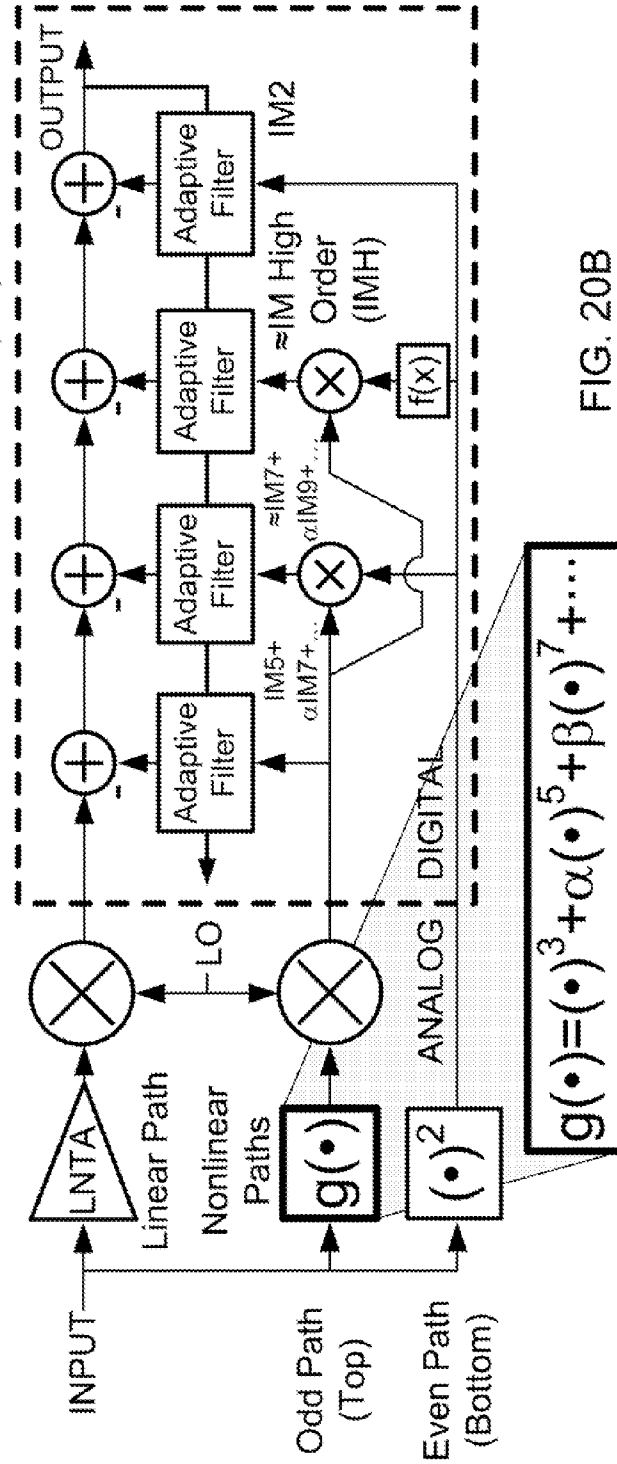 INPUT
LNTA
Linear Path
Nonlinear
Paths
Odd Path
(Top)
g(•)
Even Path
(Bottom)
(•)²
LO
ANALOG
DIGITAL
OUTPUT
+
-
+
-
+
-
+
-
Adaptive
Filter
Adaptive
Filter
Adaptive
Filter
Adaptive
Filter
IM5+
αIM7+...
≈IM7+
αIM9+...
≈IM High
Order
(IMH)
IM2
f(x)
g(•)=(•)³+α(•)⁵+β(•)⁷+···
FIG. 20B